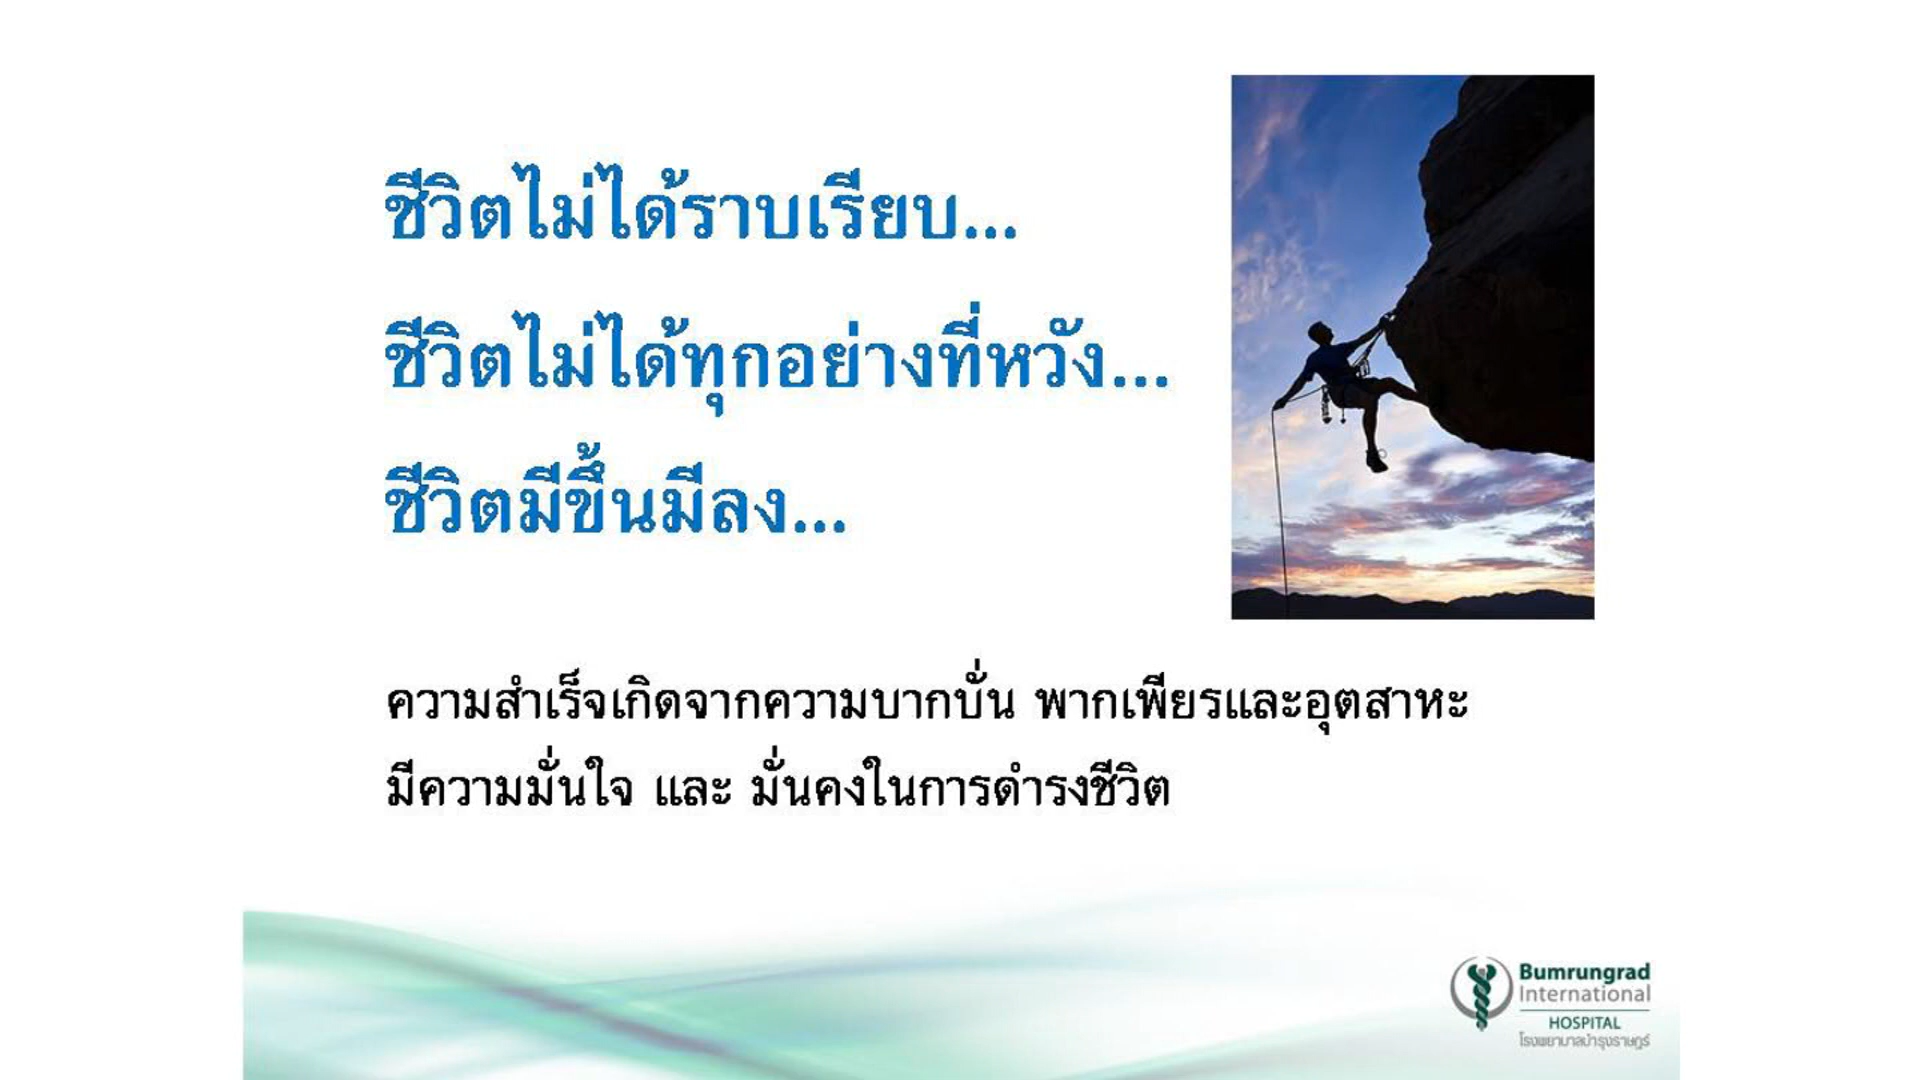 ชีวิตไม่ได้ราบเรียบ...
ชีวิตไม่ได้ทุกอย่างที่หวัง...
ชีวิตมีขึ้นมีลง...
ความสำเร็จเกิดจากความบากบั่น พากเพียรและอุตสาหะ
มีความมั่นใจ และ มั่นคงในการดำรงชีวิต
Bumrungrad
International
HOSPITAL
โรงพยาบาลบำรุงราษฎร์